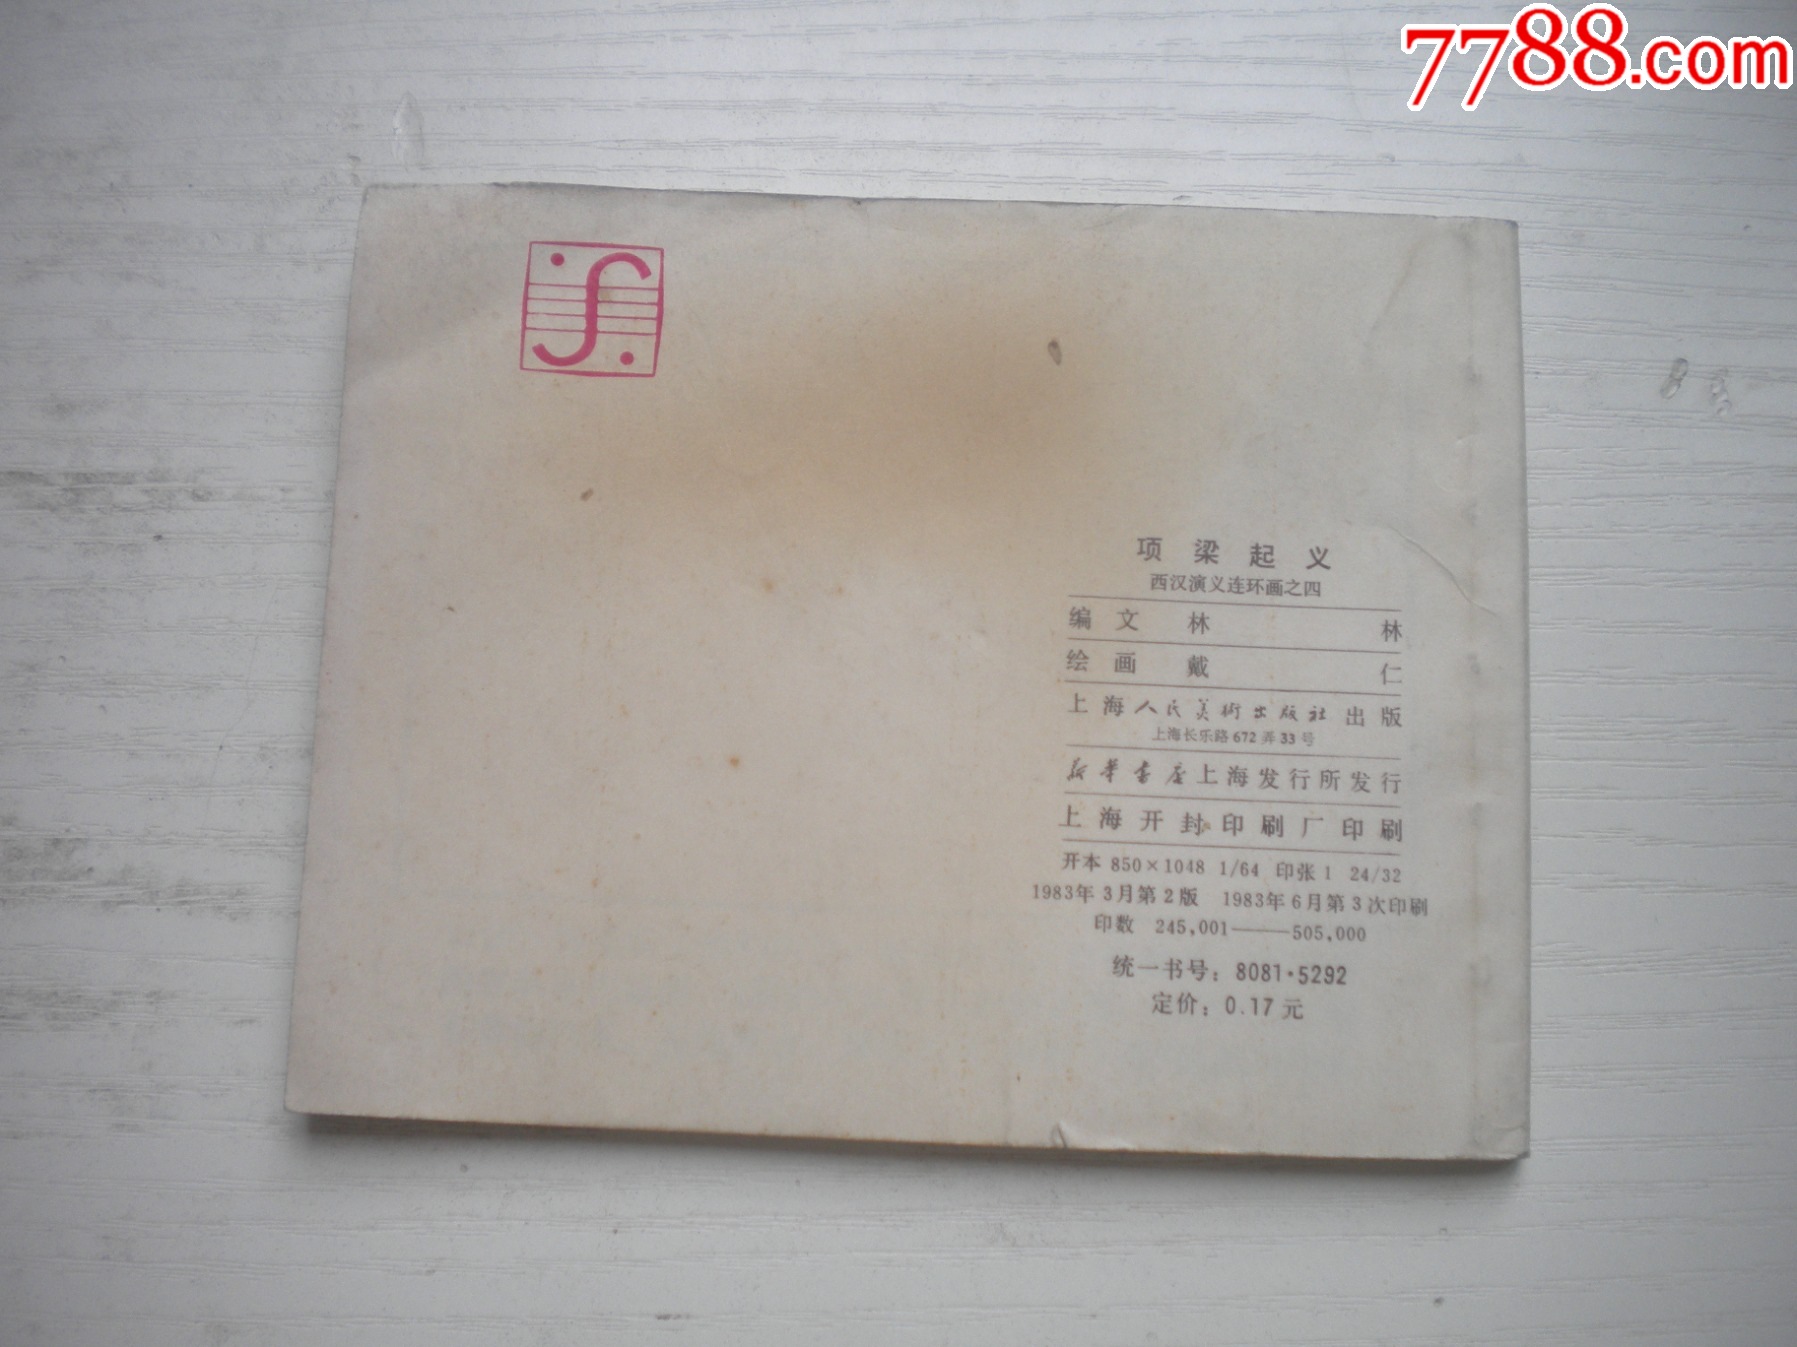 7788.com
项梁起义
西汉演义连环画之四
编文 林 林
绘画 戴 仁
上海人民美術出版社出版
上海长乐路672弄33号
新华书店上海发行所发行
上海开封印刷厂印刷
开本 850×1048 1/64 印张 1 24/32
1983年3月第2版 1983年6月第3次印刷
印数 245,001——505,000
统一书号：8081·5292
定价：0.17元